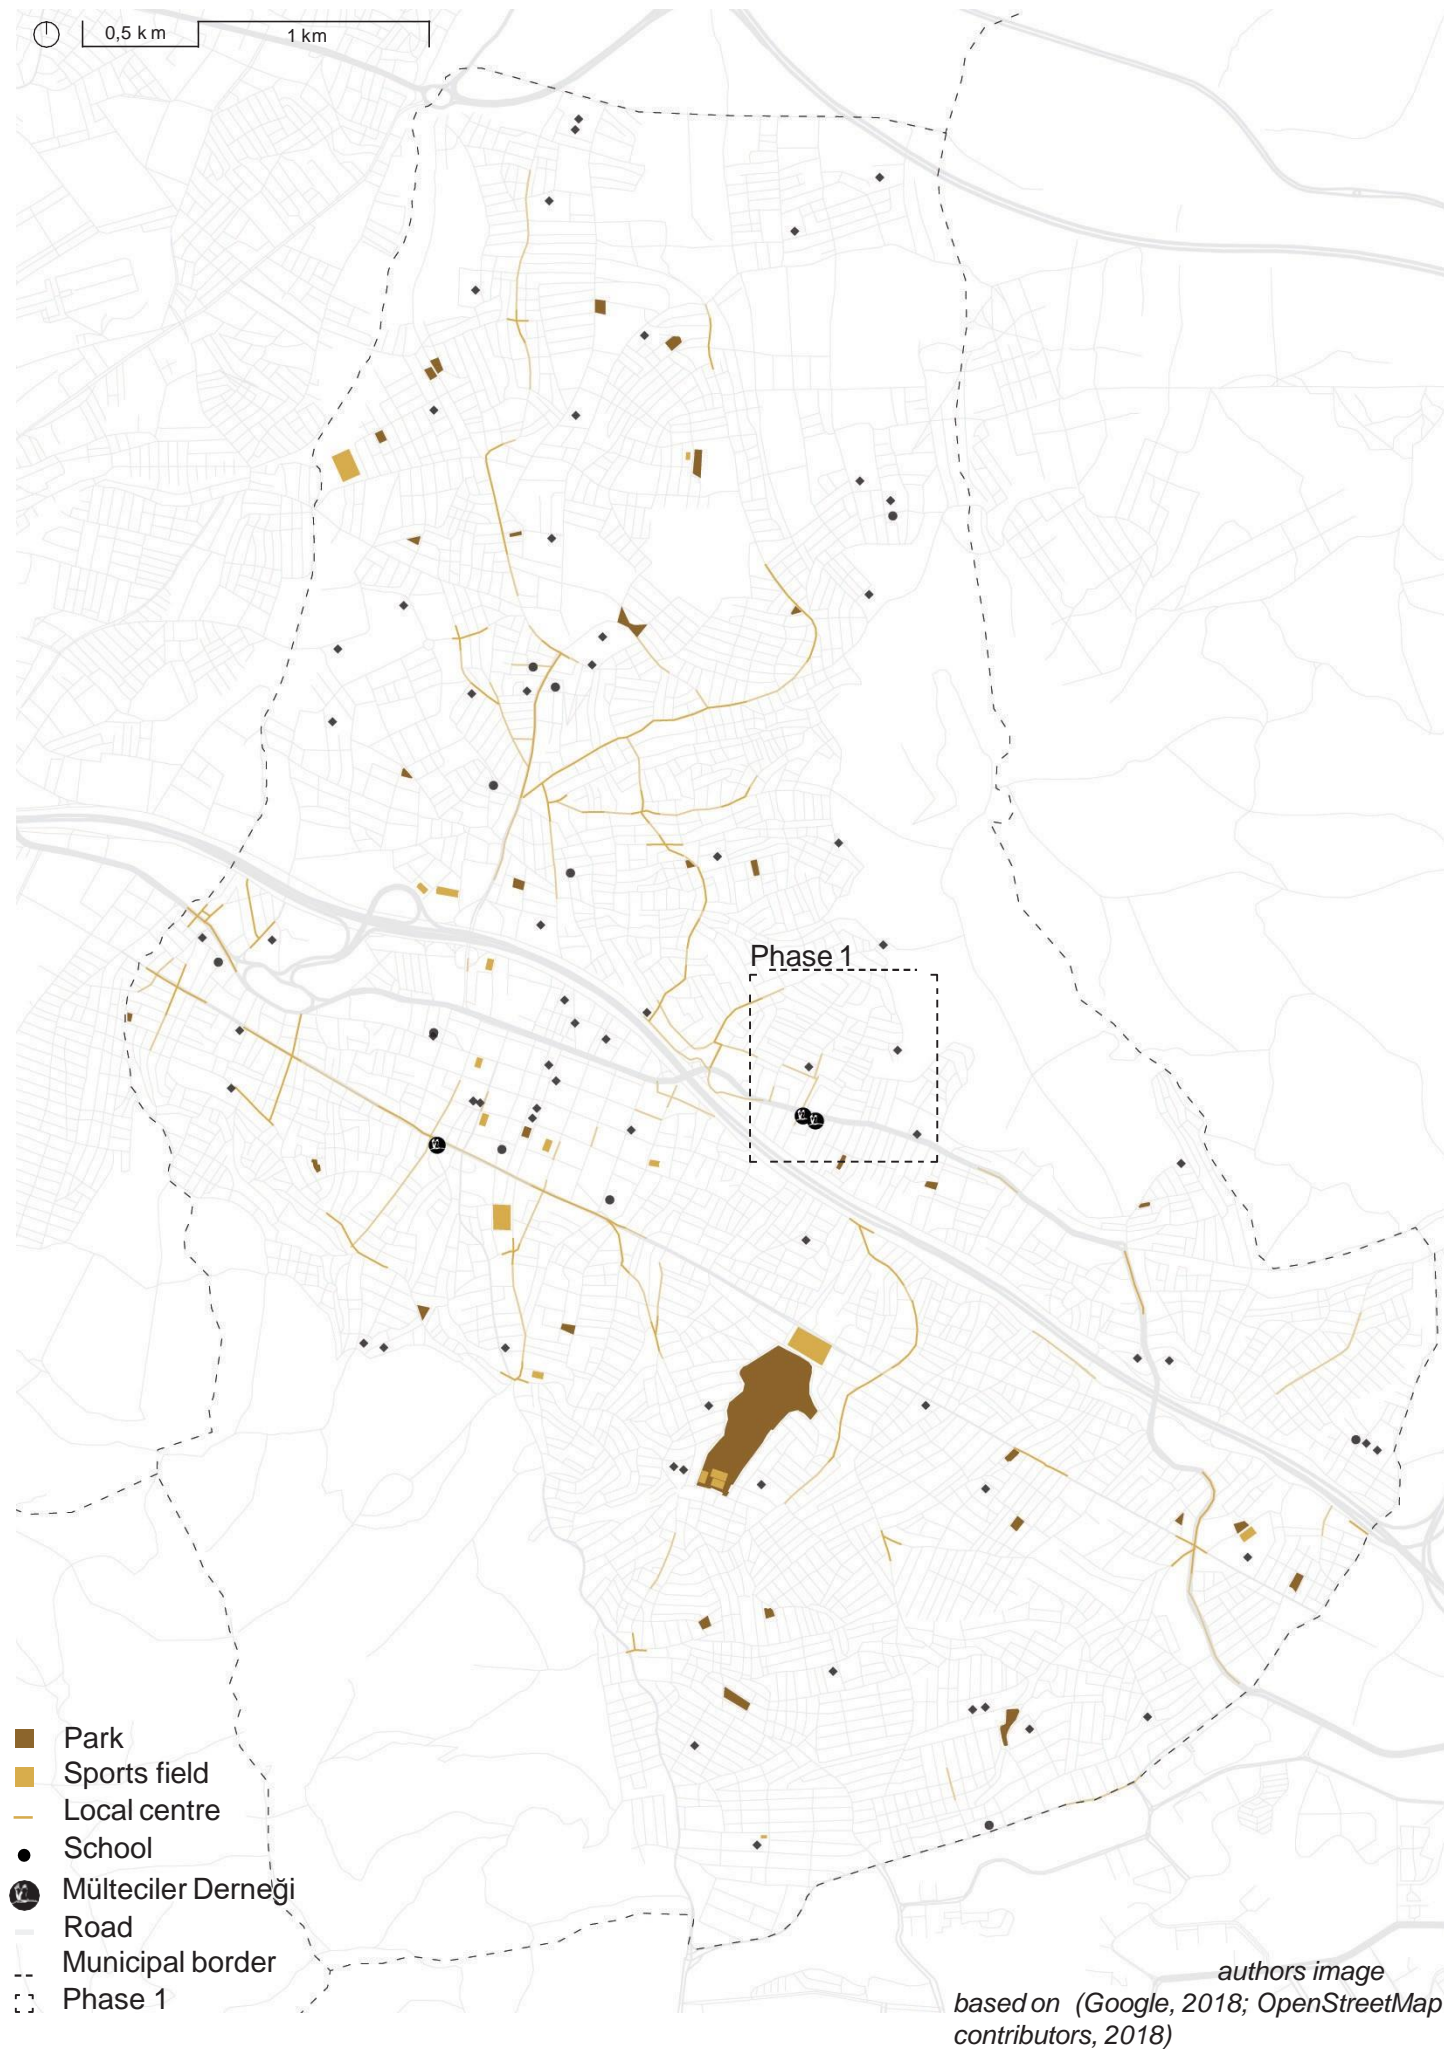 0,5 km
1 km
Phase 1
Park
Sports field
Local centre
School
Mülteciler Derneği
Road
Municipal border
Phase 1
authors image
based on (Google, 2018; OpenStreetMap
contributors, 2018)